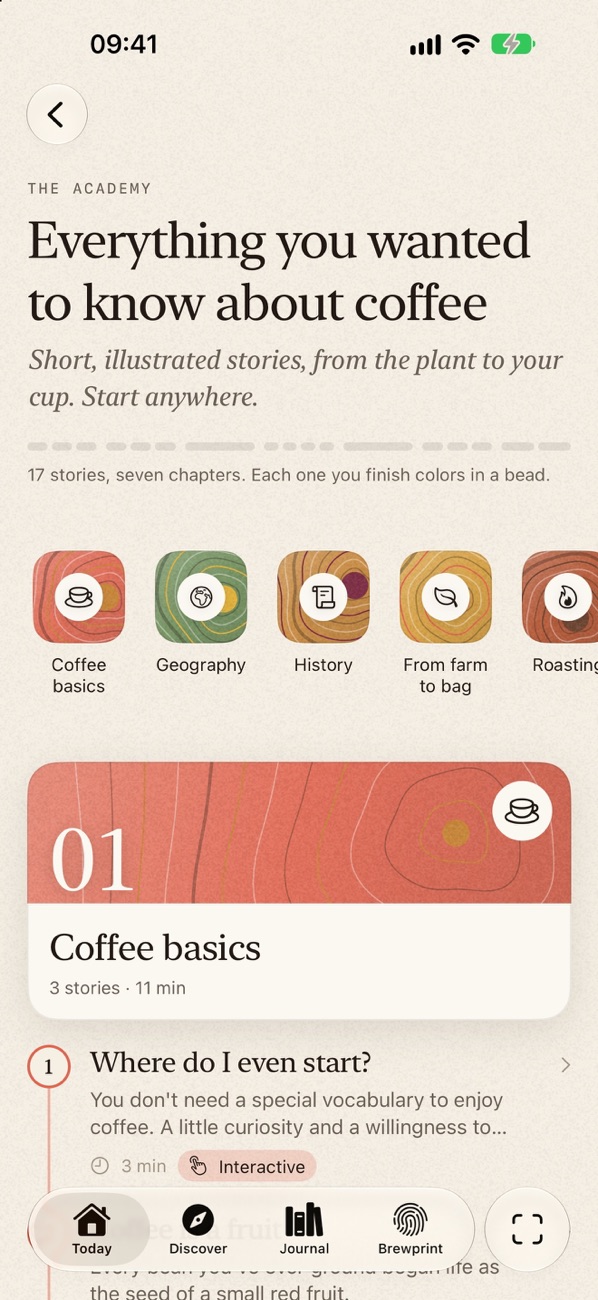 09:41
THE ACADEMY
Everything you wanted
to know about coffee
Short, illustrated stories, from the plant to your
cup. Start anywhere.
17 stories, seven chapters. Each one you finish colors in a bead.
Coffee
basics
Geography
History
From farm
to bag
Roasting
01
Coffee basics
3 stories · 11 min
1
Where do I even start?
You don't need a special vocabulary to enjoy
coffee. A little curiosity and a willingness to...
3 min
Interactive
Today
Discover
Journal
Brewprint
Every bean you've ever ground began life as
the seed of a small red fruit.